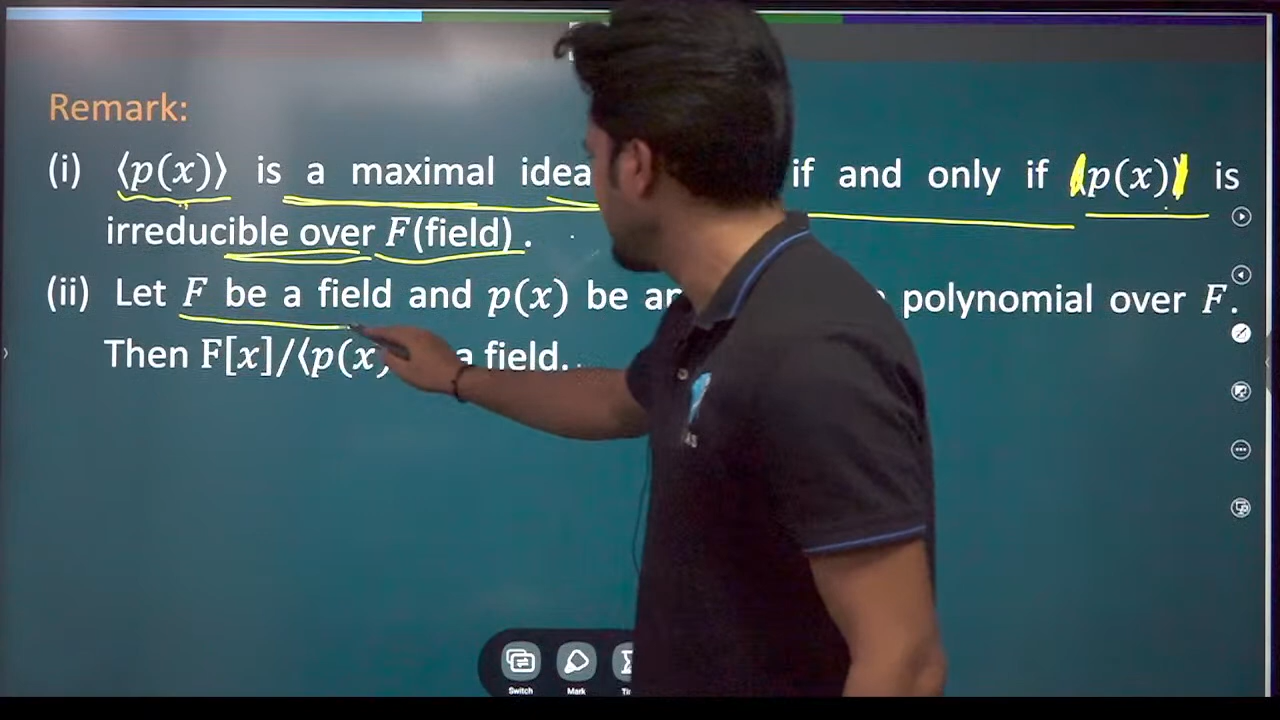 Remark:
(i) ⟨p(x)⟩ is a maximal idea if and only if ⟨p(x)⟩ is
irreducible over F(field) .
(ii) Let F be a field and p(x) be an polynomial over F.
Then F[x]/⟨p(x) a field.
Switch Mark